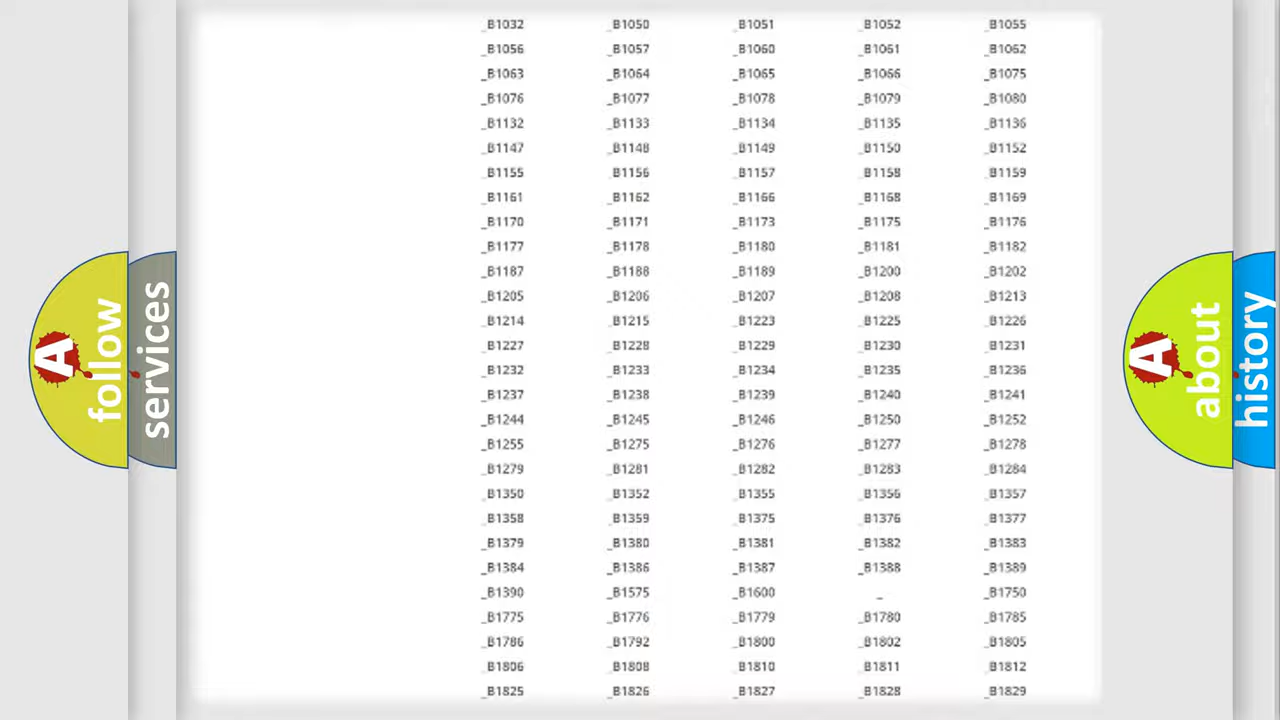 _B1032 _B1050 _B1051 _B1052 _B1055
_B1056 _B1057 _B1060 _B1061 _B1062
_B1063 _B1064 _B1065 _B1066 _B1075
_B1076 _B1077 _B1078 _B1079 _B1080
_B1132 _B1133 _B1134 _B1135 _B1136
_B1147 _B1148 _B1149 _B1150 _B1152
_B1155 _B1156 _B1157 _B1158 _B1159
_B1161 _B1162 _B1166 _B1168 _B1169
_B1170 _B1171 _B1173 _B1175 _B1176
_B1177 _B1178 _B1180 _B1181 _B1182
_B1187 _B1188 _B1189 _B1200 _B1202
_B1205 _B1206 _B1207 _B1208 _B1213
_B1214 _B1215 _B1223 _B1225 _B1226
_B1227 _B1228 _B1229 _B1230 _B1231
_B1232 _B1233 _B1234 _B1235 _B1236
_B1237 _B1238 _B1239 _B1240 _B1241
_B1244 _B1245 _B1246 _B1250 _B1252
_B1255 _B1275 _B1276 _B1277 _B1278
_B1279 _B1281 _B1282 _B1283 _B1284
_B1350 _B1352 _B1355 _B1356 _B1357
_B1358 _B1359 _B1375 _B1376 _B1377
_B1379 _B1380 _B1381 _B1382 _B1383
_B1384 _B1386 _B1387 _B1388 _B1389
_B1390 _B1575 _B1600 _ _B1750
_B1775 _B1776 _B1779 _B1780 _B1785
_B1786 _B1792 _B1800 _B1802 _B1805
_B1806 _B1808 _B1810 _B1811 _B1812
_B1825 _B1826 _B1827 _B1828 _B1829
A
follow
services
A
about
history